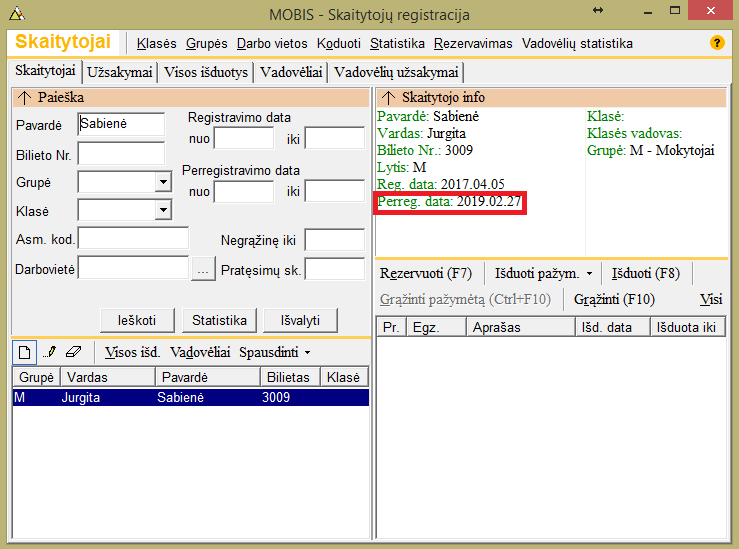 MOBIS - Skaitytojų registracija
Skaitytojai Klasės Grupės Darbo vietos Koduoti Statistika Rezervavimas Vadovėlių statistika ?
Skaitytojai Užsakymai Visos išduotys Vadovėliai Vadovėlių užsakymai
Paieška
Pavardė Sabienė
Registravimo data
nuo iki
Bilieto Nr.
Perregistravimo data
Grupė
nuo iki
Klasė
Asm. kod.
Negrąžinę iki
Darbovietė ...
Pratęsimų sk.
Ieškoti Statistika Išvalyti
Visos išd. Vadovėliai Spausdinti
Grupė Vardas Pavardė Bilietas Klasė
M Jurgita Sabienė 3009
Skaitytojo info
Pavardė: Sabienė
Vardas: Jurgita
Bilieto Nr.: 3009
Lytis: M
Reg. data: 2017.04.05
Perreg. data: 2019.02.27
Klasė:
Klasės vadovas:
Grupė: M - Mokytojai
Rezervuoti (F7) Išduoti pažym. Išduoti (F8)
Grąžinti pažymėtą (Ctrl+F10) Grąžinti (F10) Visi
Pr. Egz. Aprašas Išd. data Išduota iki